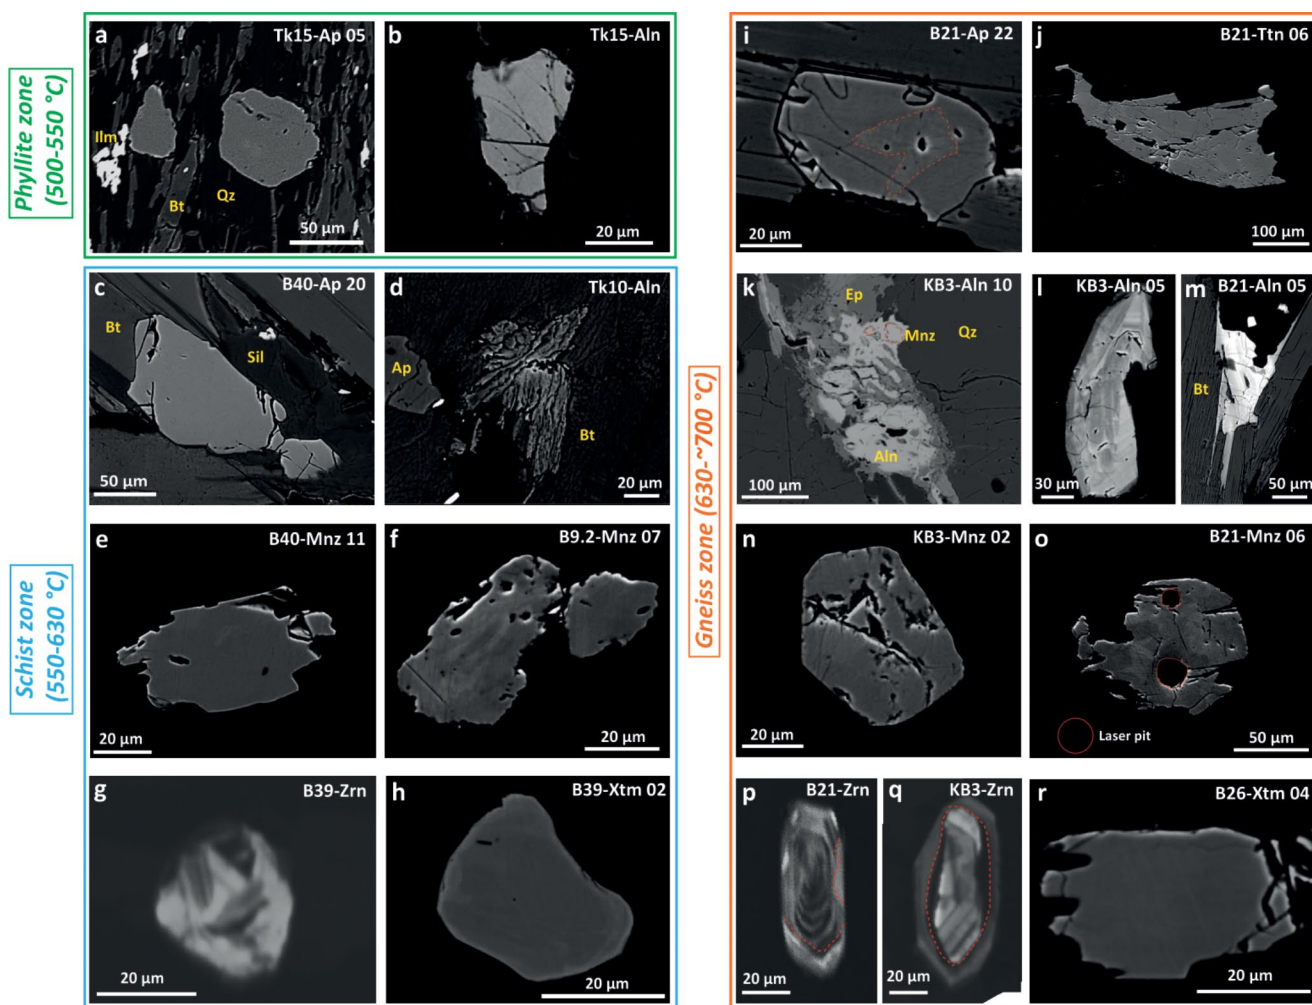 Phyllite zone
(500-550 °C)
a
Tk15-Ap 05
Ilm
Bt
Qz
50 µm
b
Tk15-Aln
20 µm
Schist zone
(550-630 °C)
c
B40-Ap 20
Bt
Sil
50 µm
d
Tk10-Aln
Ap
Bt
20 µm
e
B40-Mnz 11
20 µm
f
B9.2-Mnz 07
20 µm
g
B39-Zrn
20 µm
h
B39-Xtm 02
20 µm
Gneiss zone (630-~700 °C)
i
B21-Ap 22
20 µm
j
B21-Ttn 06
100 µm
k
KB3-Aln 10
Ep
Mnz
Qz
Aln
100 µm
l
KB3-Aln 05
30 µm
m
B21-Aln 05
Bt
50 µm
n
KB3-Mnz 02
20 µm
o
B21-Mnz 06
Laser pit
50 µm
p
B21-Zrn
20 µm
q
KB3-Zrn
20 µm
r
B26-Xtm 04
20 µm